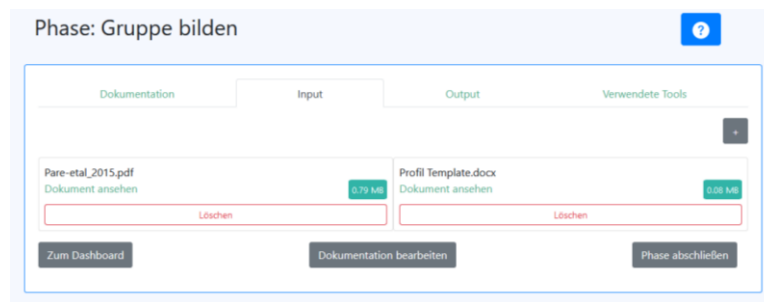 Phase: Gruppe bilden
?
Dokumentation Input Output Verwendete Tools
+
Pare-etal_2015.pdf
Dokument ansehen 0.79 MB
Löschen
Profil Template.docx
Dokument ansehen 0.08 MB
Löschen
Zum Dashboard Dokumentation bearbeiten Phase abschließen